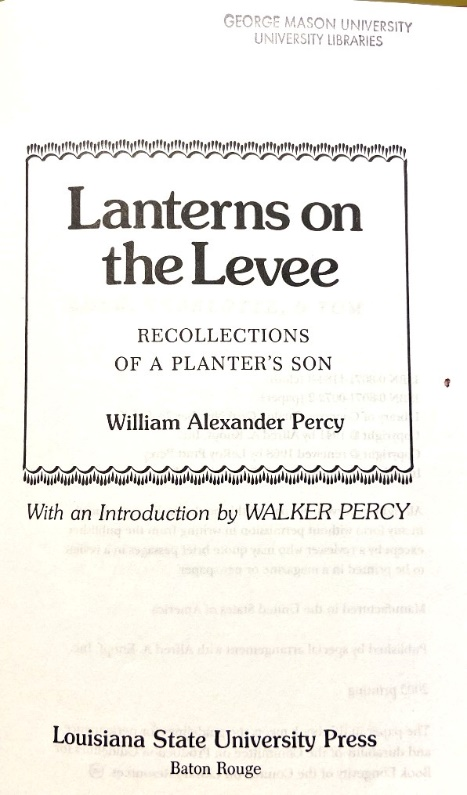 GEORGE MASON UNIVERSITY
UNIVERSITY LIBRARIES
Lanterns on
the Levee
RECOLLECTIONS
OF A PLANTER'S SON
William Alexander Percy
With an Introduction by WALKER PERCY
Louisiana State University Press
Baton Rouge